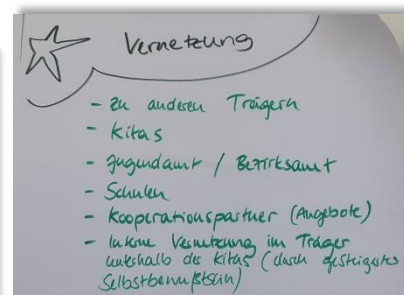 Vernetzung
- zu anderen Trägern
- Kitas
- Jugendamt / Bezirksamt
- Schulen
- Kooperationspartner (Angebote)
- Interne Vernetzung im Träger
unterhalb der Kitas (durch gesteigertes
Selbstbewußtsein)